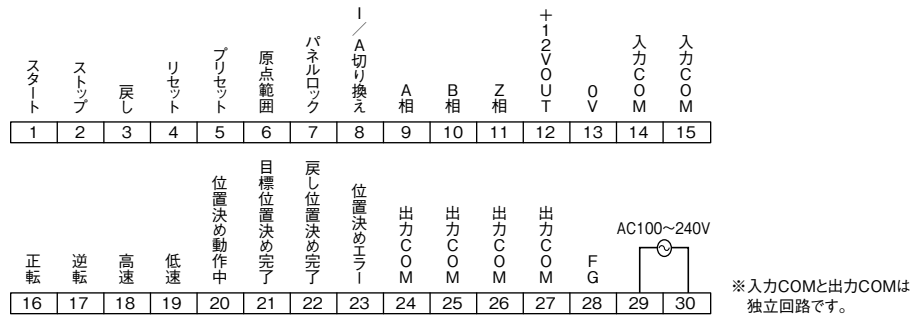 スタート
ストップ
戻し
リセット
プリセット
原点範囲
パネルロック
I／A切り換え
A相
B相
Z相
+12VOUT
0V
入力COM
入力COM
1 2 3 4 5 6 7 8 9 10 11 12 13 14 15
正転
逆転
高速
低速
位置決め動作中
目標位置決め完了
戻し位置決め完了
位置決めエラー
出力COM
出力COM
出力COM
出力COM
FG
AC100～240V
16 17 18 19 20 21 22 23 24 25 26 27 28 29 30
※入力COMと出力COMは
独立回路です。